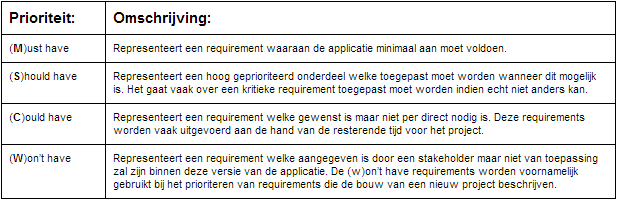 Prioriteit: Omschrijving:
(M)ust have Representeert een requirement waaraan de applicatie minimaal aan moet voldoen.
(S)hould have Representeert een hoog geprioriteerd onderdeel welke toegepast moet worden wanneer dit mogelijk
is. Het gaat vaak over een kritieke requirement toegepast moet worden indien echt niet anders kan.
(C)ould have Representeert een requirement welke gewenst is maar niet per direct nodig is. Deze requirements
worden vaak uitgevoerd aan de hand van de resterende tijd voor het project.
(W)on't have Representeert een requirement welke aangegeven is door een stakeholder maar niet van toepassing
zal zijn binnen deze versie van de applicatie. De (w)on't have requirements worden voornamelijk
gebruikt bij het prioriteren van requirements die de bouw van een nieuw project beschrijven.